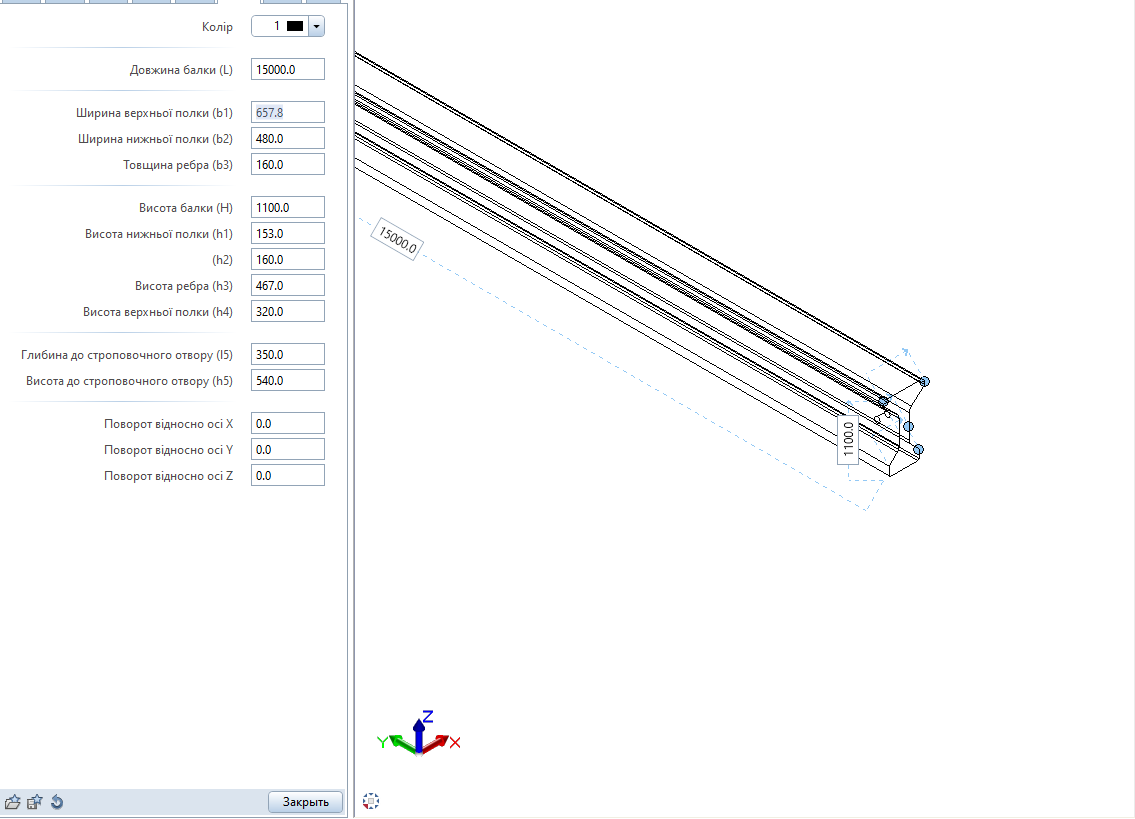 Колір 1
Довжина балки (L) 15000.0
Ширина верхньої полки (b1) 657.8
Ширина нижньої полки (b2) 480.0
Товщина ребра (b3) 160.0
Висота балки (H) 1100.0
Висота нижньої полки (h1) 153.0
(h2) 160.0
Висота ребра (h3) 467.0
Висота верхньої полки (h4) 320.0
Глибина до строповочного отвору (l5) 350.0
Висота до строповочного отвору (h5) 540.0
Поворот відносно осі X 0.0
Поворот відносно осі Y 0.0
Поворот відносно осі Z 0.0
Закрыть
15000.0
1100.0
Z
Y
X